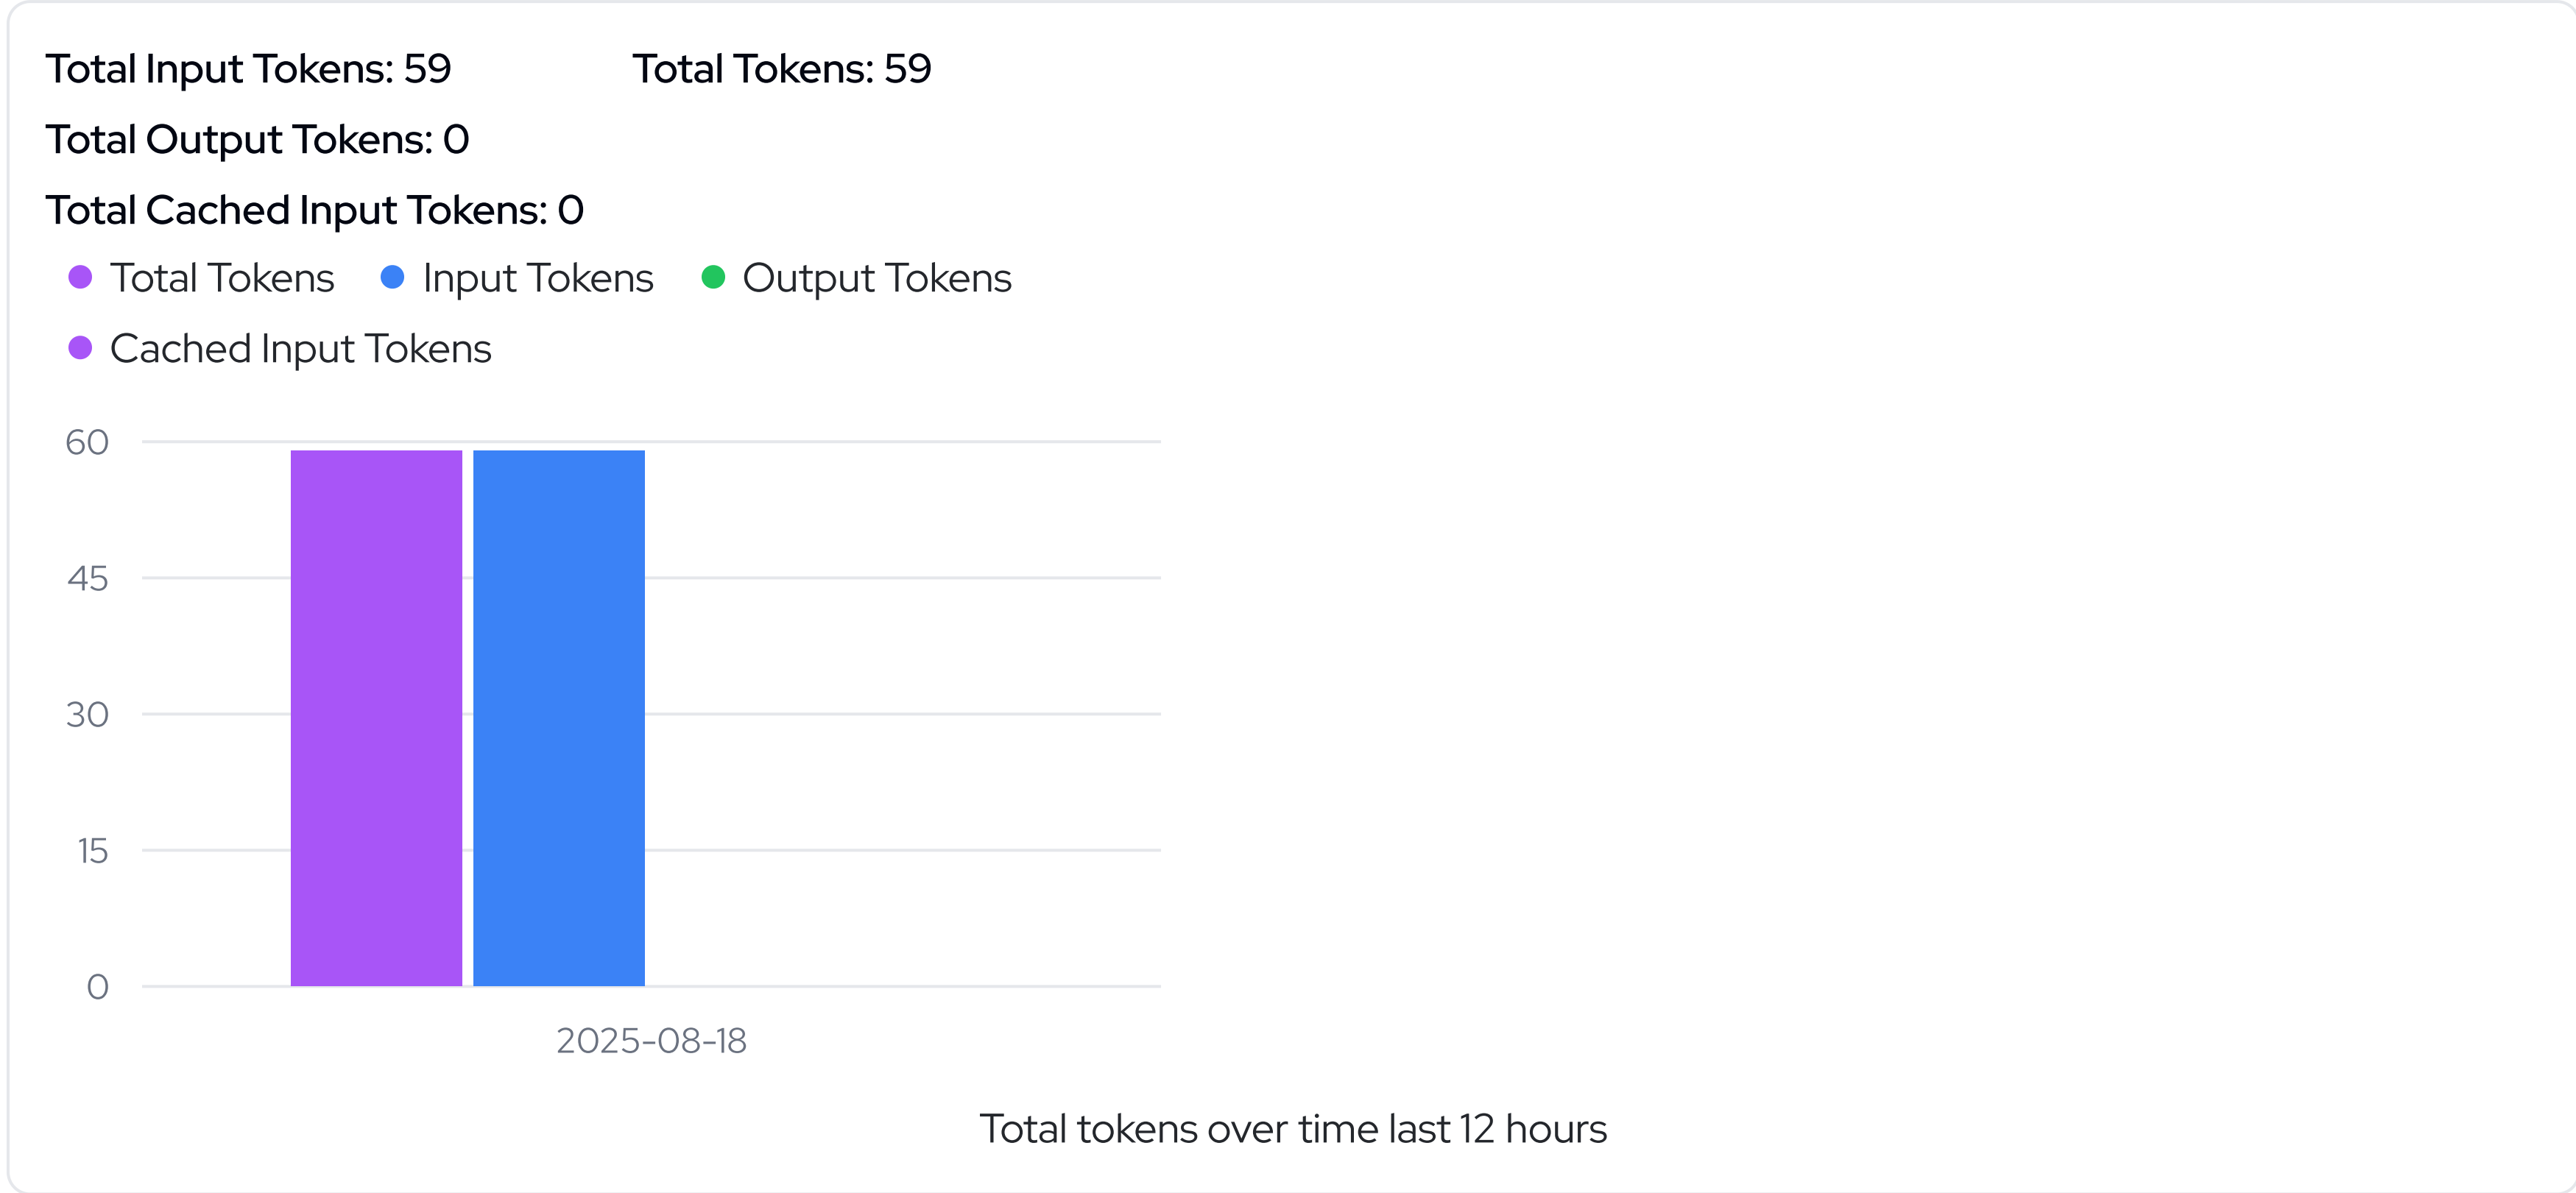 Total Input Tokens: 59 Total Tokens: 59
Total Output Tokens: 0
Total Cached Input Tokens: 0
Total Tokens Input Tokens Output Tokens
Cached Input Tokens
60
45
30
15
0
2025-08-18
Total tokens over time last 12 hours